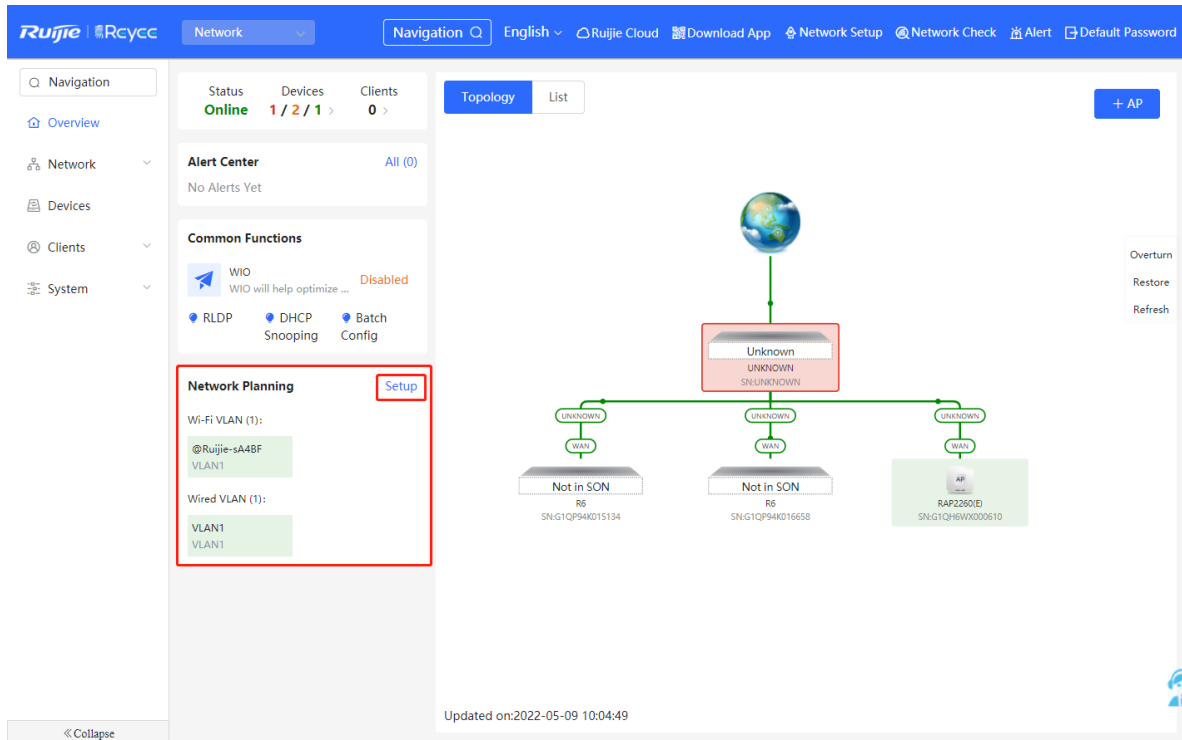 Ruijie | Rcycc
Network
Navigation
English
Ruijie Cloud
Download App
Network Setup
Network Check
Alert
Default Password
Navigation
Overview
Network
Devices
Clients
System
«Collapse
Status Devices Clients
Online 1 / 2 / 1 > 0 >
Alert Center All (0)
No Alerts Yet
Common Functions
WIO
WIO will help optimize ...
Disabled
RLDP
DHCP Snooping
Batch Config
Network Planning Setup
Wi-Fi VLAN (1):
@Ruijie-sA4BF
VLAN1
Wired VLAN (1):
VLAN1
VLAN1
Topology List
+ AP
Overturn
Restore
Refresh
Unknown
UNKNOWN
SN:UNKNOWN
UNKNOWN UNKNOWN UNKNOWN
WAN WAN WAN
Not in SON
R6
SN:G1QP94K015134
Not in SON
R6
SN:G1QP94K016658
AP
RAP2260(E)
SN:G1QH6WX000610
Updated on:2022-05-09 10:04:49